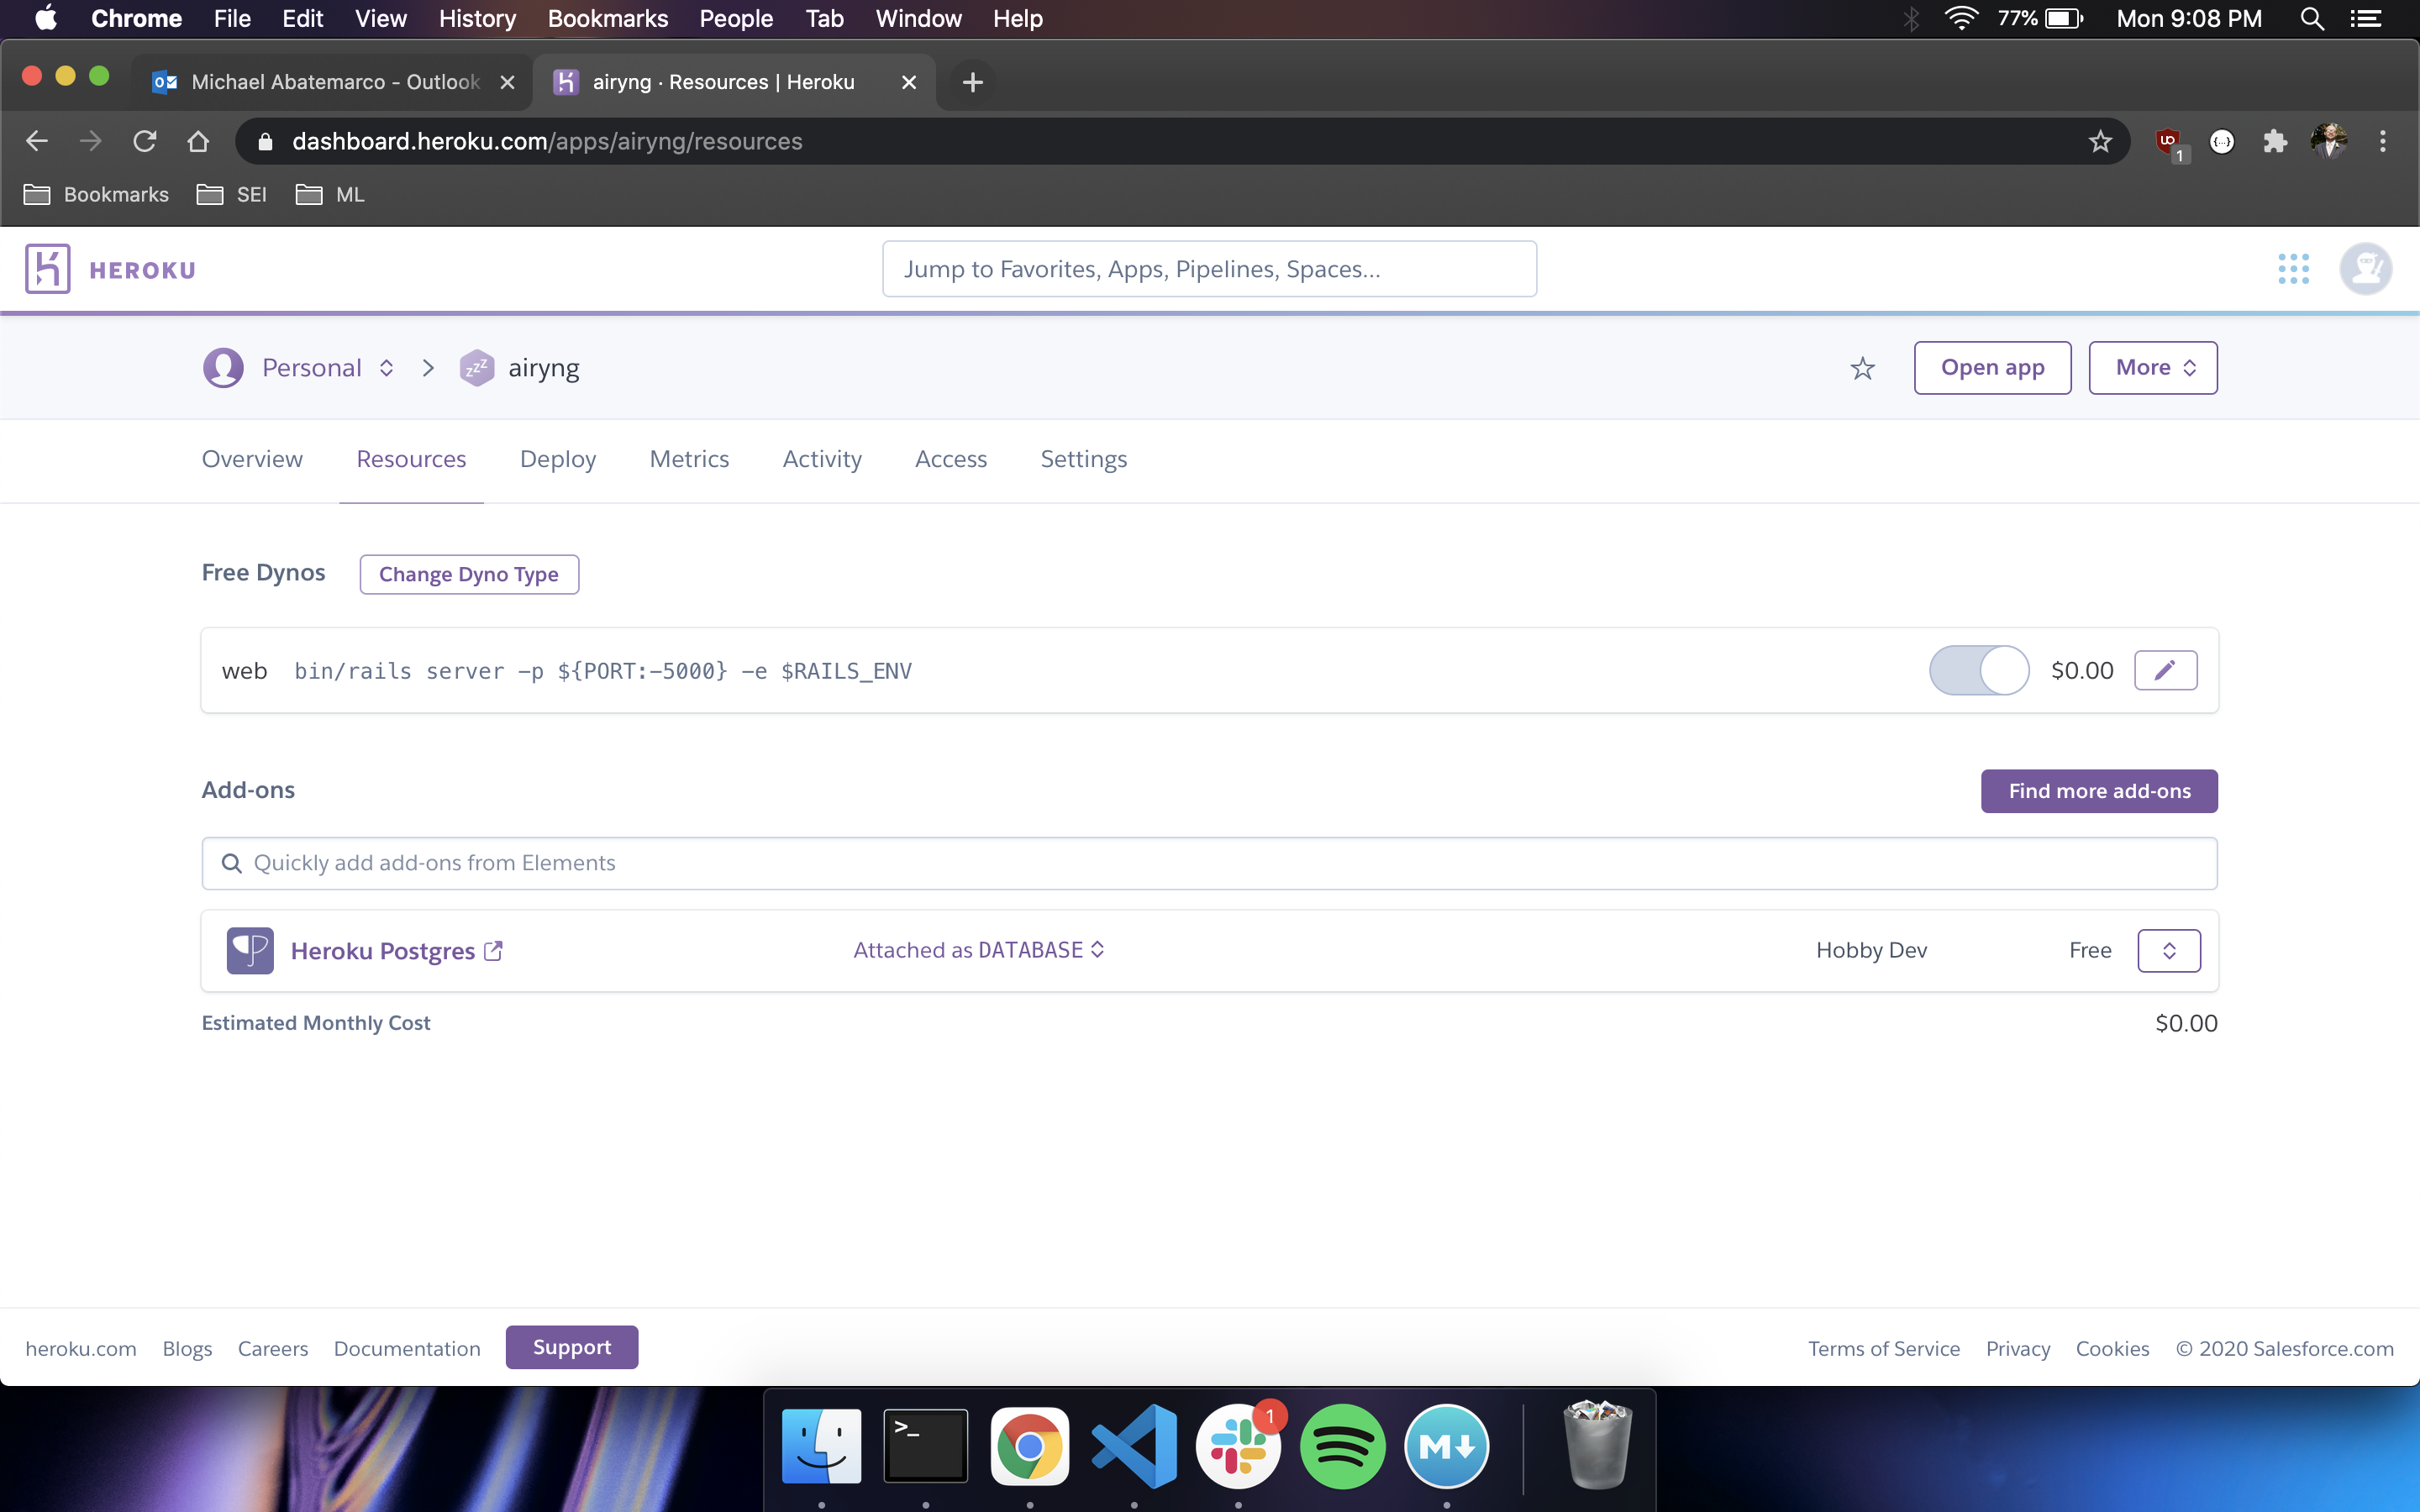 Chrome File Edit View History Bookmarks People Tab Window Help 77% Mon 9:08 PM
Michael Abatemarco - Outlook airyng · Resources | Heroku
dashboard.heroku.com/apps/airyng/resources
1
Bookmarks SEI ML
HEROKU Jump to Favorites, Apps, Pipelines, Spaces...
Personal zzz airyng Open app More
Overview Resources Deploy Metrics Activity Access Settings
Free Dynos Change Dyno Type
web bin/rails server -p ${PORT:-5000} -e $RAILS_ENV $0.00
Add-ons Find more add-ons
Quickly add add-ons from Elements
Heroku Postgres Attached as DATABASE Hobby Dev Free
Estimated Monthly Cost $0.00
heroku.com Blogs Careers Documentation Support Terms of Service Privacy Cookies © 2020 Salesforce.com
>_ 1 M